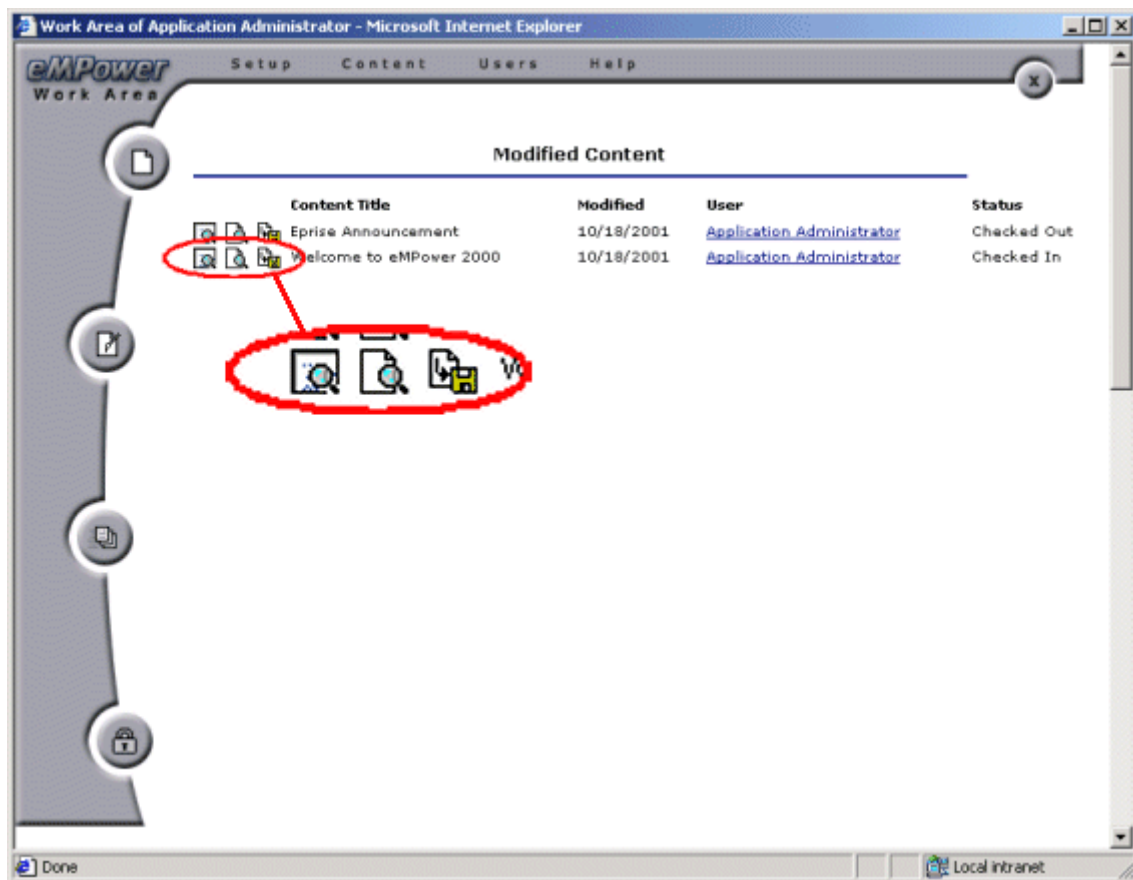 Work Area of Application Administrator - Microsoft Internet Explorer
eMPower Setup Content Users Help
Work Area
x
Modified Content
Content Title Modified User Status
Eprise Announcement 10/18/2001 Application Administrator Checked Out
Welcome to eMPower 2000 10/18/2001 Application Administrator Checked In
Done Local intranet